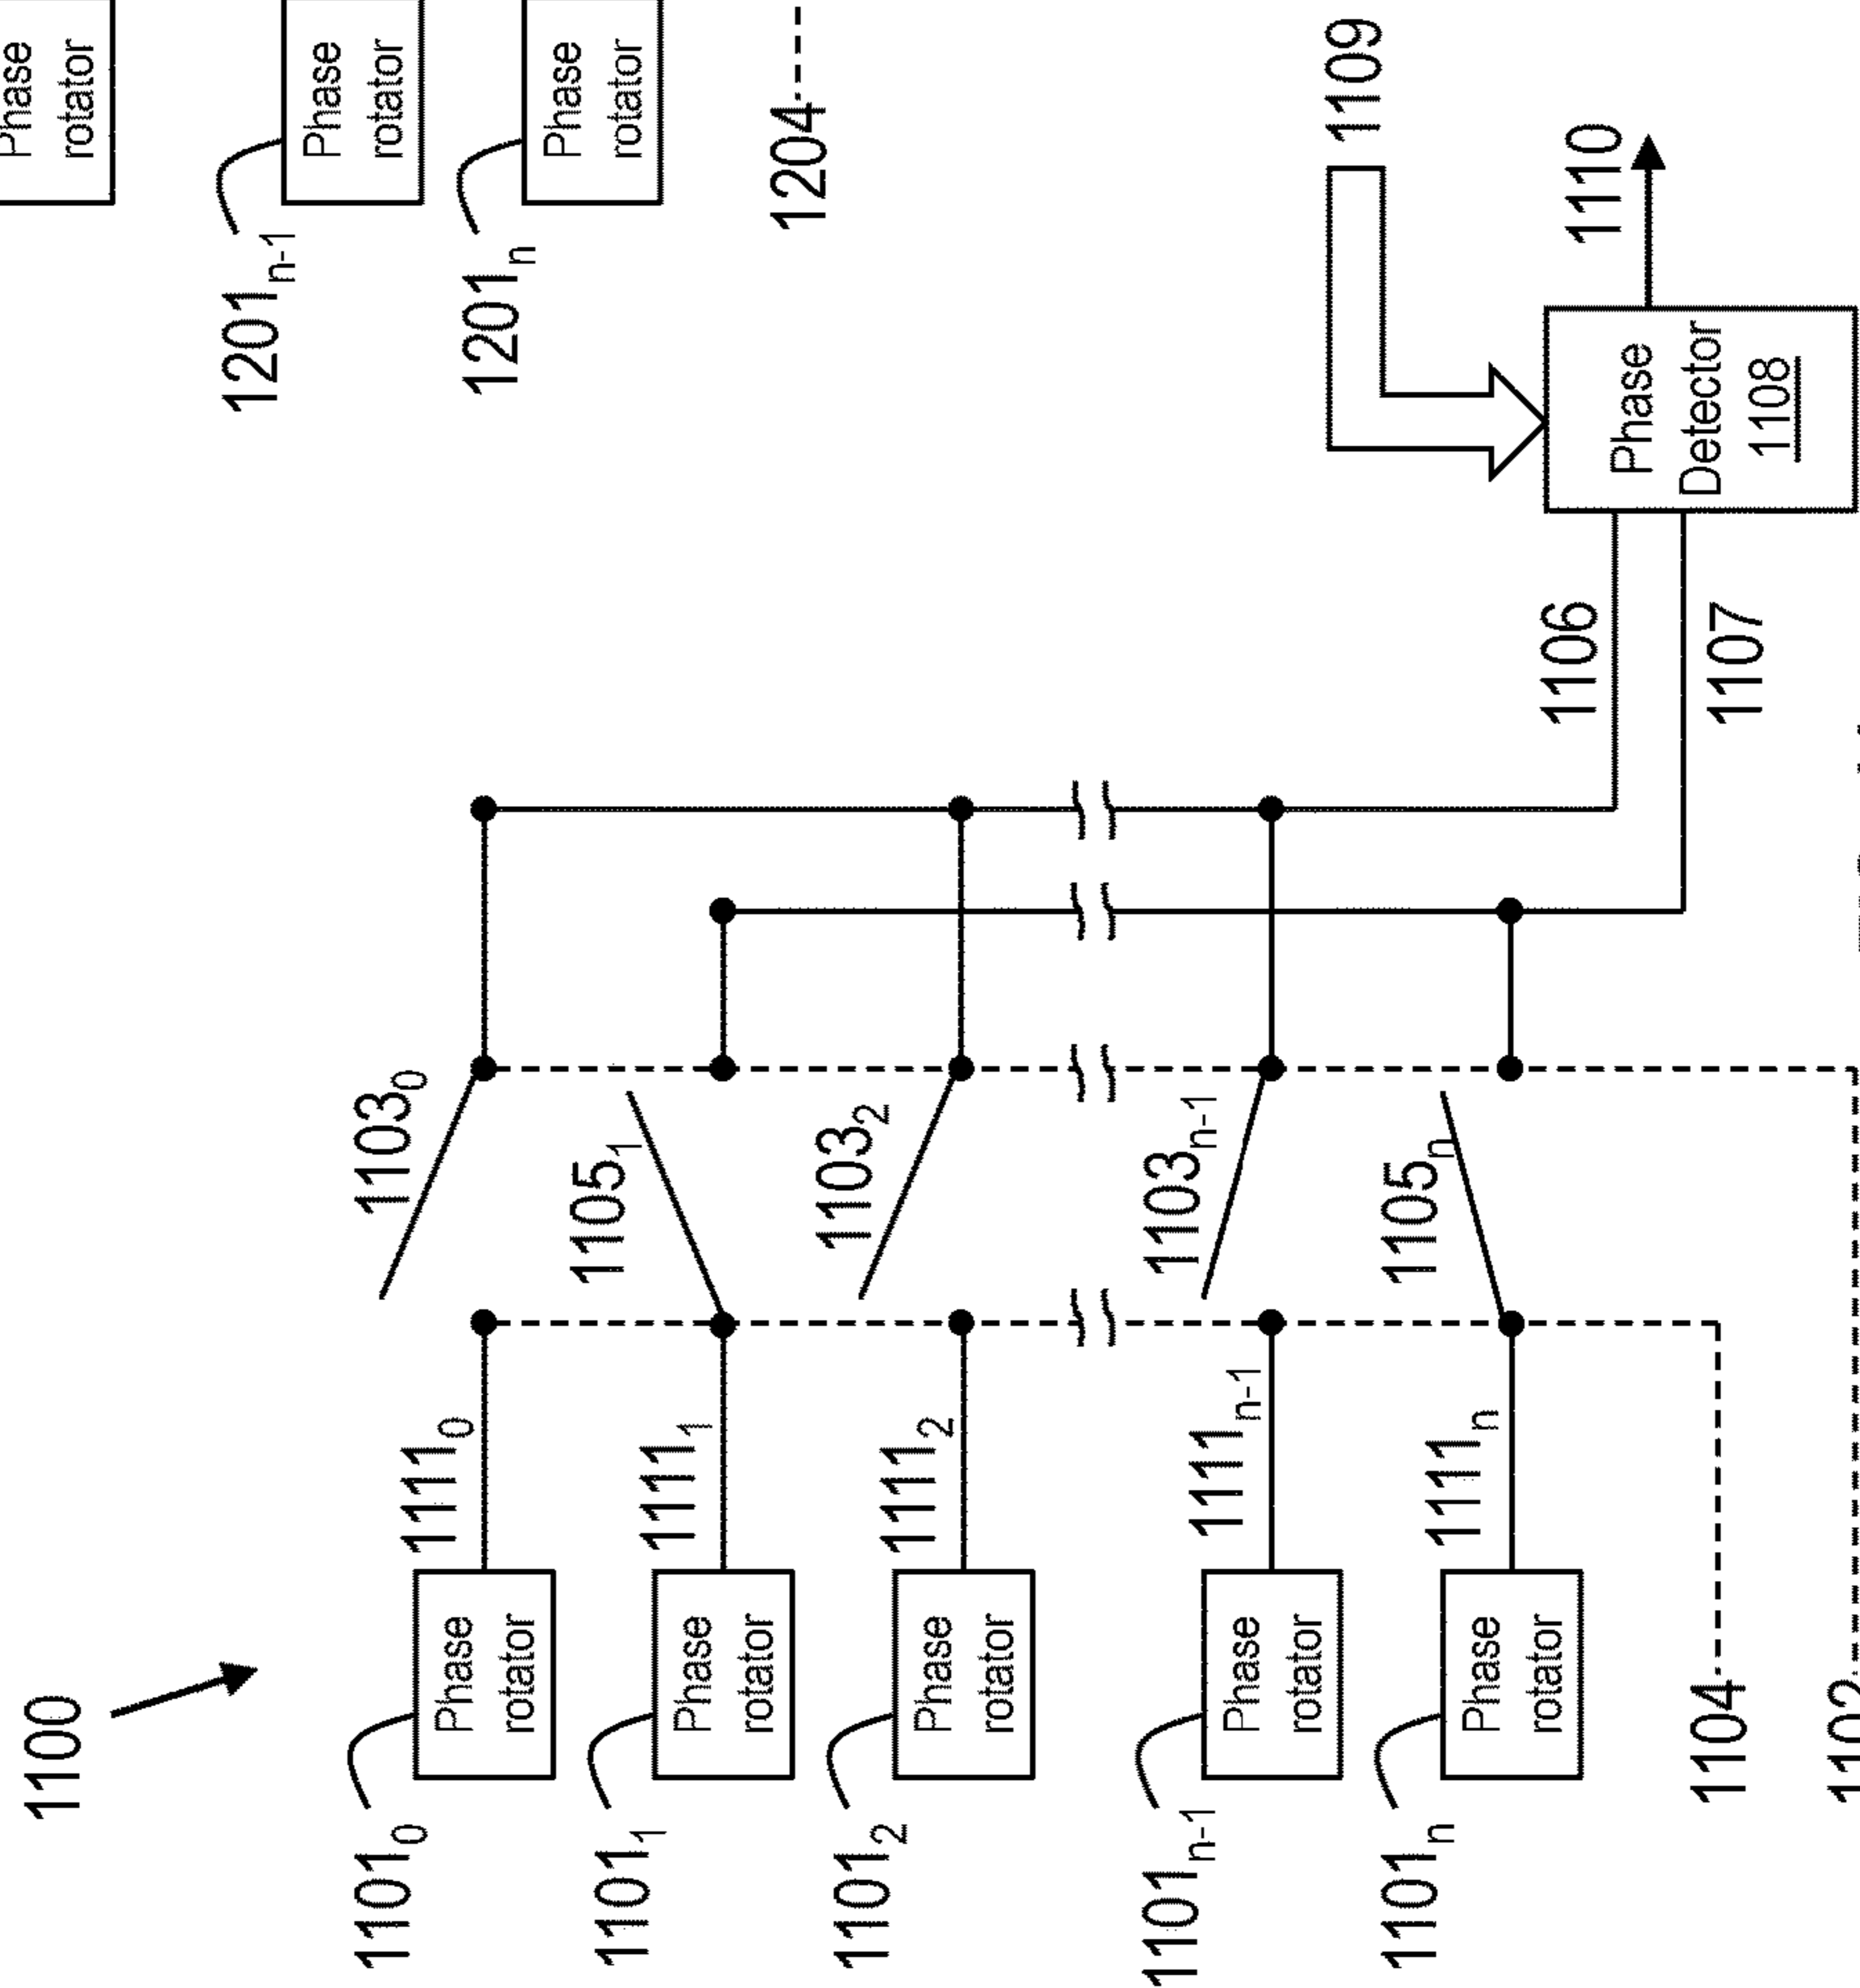 1100
1101₀
Phase
rotator
1111₀
1103₀
1101₁
Phase
rotator
1111₁
1105₁
1101₂
Phase
rotator
1111₂
1103₂
1101ₙ₋₁
Phase
rotator
1111ₙ₋₁
1103ₙ₋₁
1101ₙ
Phase
rotator
1111ₙ
1105ₙ
1104
1102
1106
1107
Phase
Detector
1108
1109
1110
Phase
rotator
1201ₙ₋₁
Phase
rotator
1201ₙ
Phase
rotator
1204